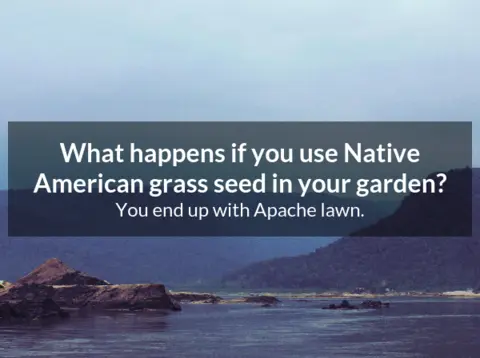 What happens if you use Native
American grass seed in your garden?
You end up with Apache lawn.